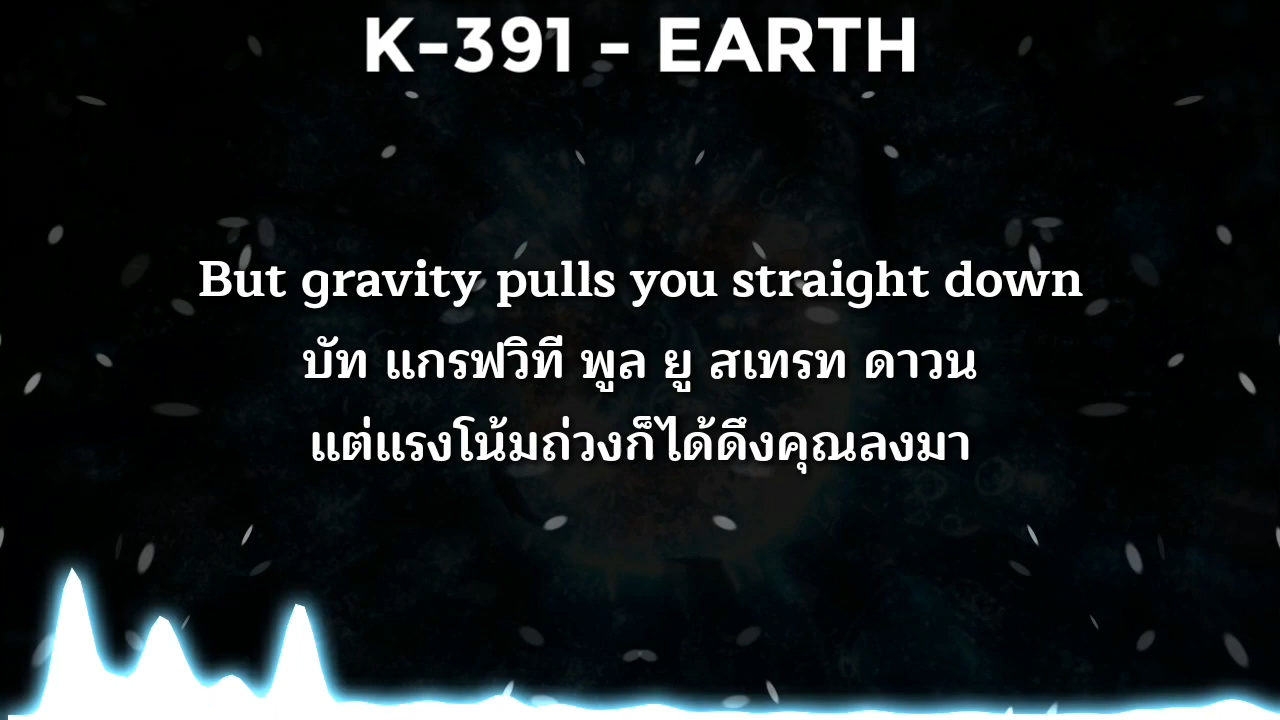 K-391 - EARTH
But gravity pulls you straight down
บัท แกรฟวิที พูล ยู สเทรท ดาวน
แต่แรงโน้มถ่วงก็ได้ดึงคุณลงมา